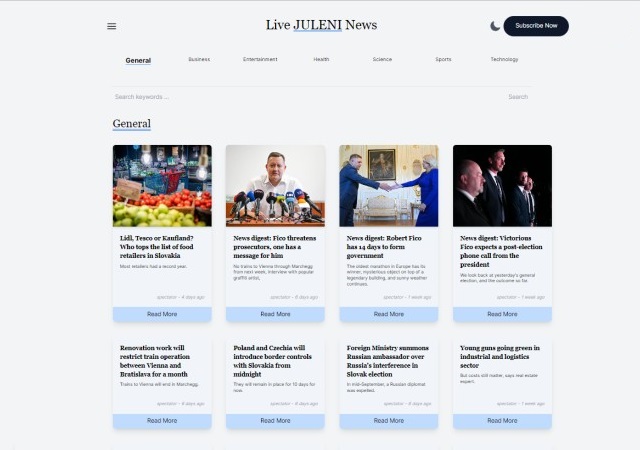 Live JULENI News
Subscribe Now
General
Business
Entertainment
Health
Science
Sports
Technology
Search keywords ...
Search
General
Lidl, Tesco or Kaufland?
Who tops the list of food
retailers in Slovakia
Most retailers had a record year.
spectator - 4 days ago
Read More
News digest: Fico threatens
prosecutors, one has a
message for him
No trains to Vienna through Marchegg
from next week, interview with popular
graffiti artist,
spectator - 6 days ago
Read More
News digest: Robert Fico
has 14 days to form
government
The oldest marathon in Europe has its
winner, mysterious object on top of a
legendary building, and sunny weather
continues.
spectator - 1 week ago
Read More
News digest: Victorious
Fico expects a post-election
phone call from the
president
We look back at yesterday's general
election, and the outcome so far.
spectator - 1 week ago
Read More
Renovation work will
restrict train operation
between Vienna and
Bratislava for a month
Trains to Vienna will end in Marchegg.
spectator - 6 days ago
Read More
Poland and Czechia will
introduce border controls
with Slovakia from
midnight
They will remain in place for 10 days for
now.
spectator - 6 days ago
Read More
Foreign Ministry summons
Russian ambassador over
Russia's interference in
Slovak election
In mid-September, a Russian diplomat
was expelled.
spectator - 1 week ago
Read More
Young guns going green in
industrial and logistics
sector
But costs still matter, says real estate
expert.
spectator - 1 week ago
Read More